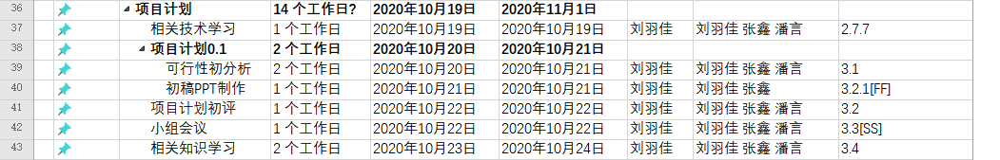 36 项目计划 14 个工作日? 2020年10月19日 2020年11月1日
37 相关技术学习 1 个工作日 2020年10月19日 2020年10月19日 刘羽佳 刘羽佳 张鑫 潘言 2.7.7
38 项目计划0.1 2 个工作日 2020年10月20日 2020年10月21日
39 可行性初分析 2 个工作日 2020年10月20日 2020年10月21日 刘羽佳 刘羽佳 张鑫 潘言 3.1
40 初稿PPT制作 1 个工作日 2020年10月21日 2020年10月21日 刘羽佳 刘羽佳 张鑫 3.2.1[FF]
41 项目计划初评 1 个工作日 2020年10月22日 2020年10月22日 刘羽佳 刘羽佳 张鑫 潘言 3.2
42 小组会议 1 个工作日 2020年10月22日 2020年10月22日 刘羽佳 刘羽佳 张鑫 潘言 3.3[SS]
43 相关知识学习 2 个工作日 2020年10月23日 2020年10月24日 刘羽佳 刘羽佳 张鑫 潘言 3.4